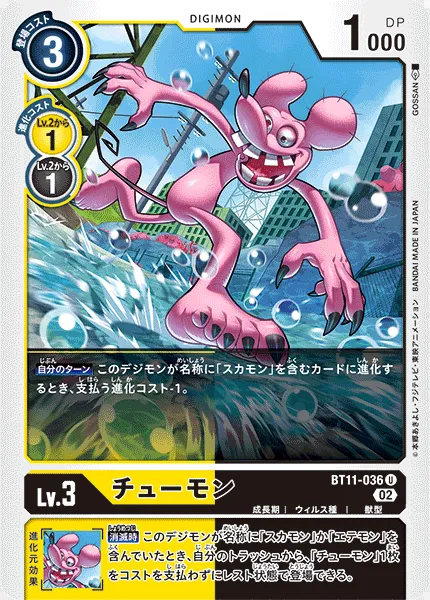 登場コスト
3
DIGIMON
DP
1000
進化コスト
Lv.2から
1
Lv.2から
1
GOSSAN
©本郷あきよし・フジテレビ・東映アニメーション BANDAI MADE IN JAPAN
自分のターン このデジモンが名称に「スカモン」を含むカードに進化す
るとき、支払う進化コスト-1。
BT11-036 U
02
Lv.3
チューモン
成長期 | ウィルス種 | 獣型
進化元効果
消滅時 このデジモンが名称に「スカモン」か「エテモン」を
含んでいたとき、自分のトラッシュから、「チューモン」1枚
をコストを支払わずにレスト状態で登場できる。